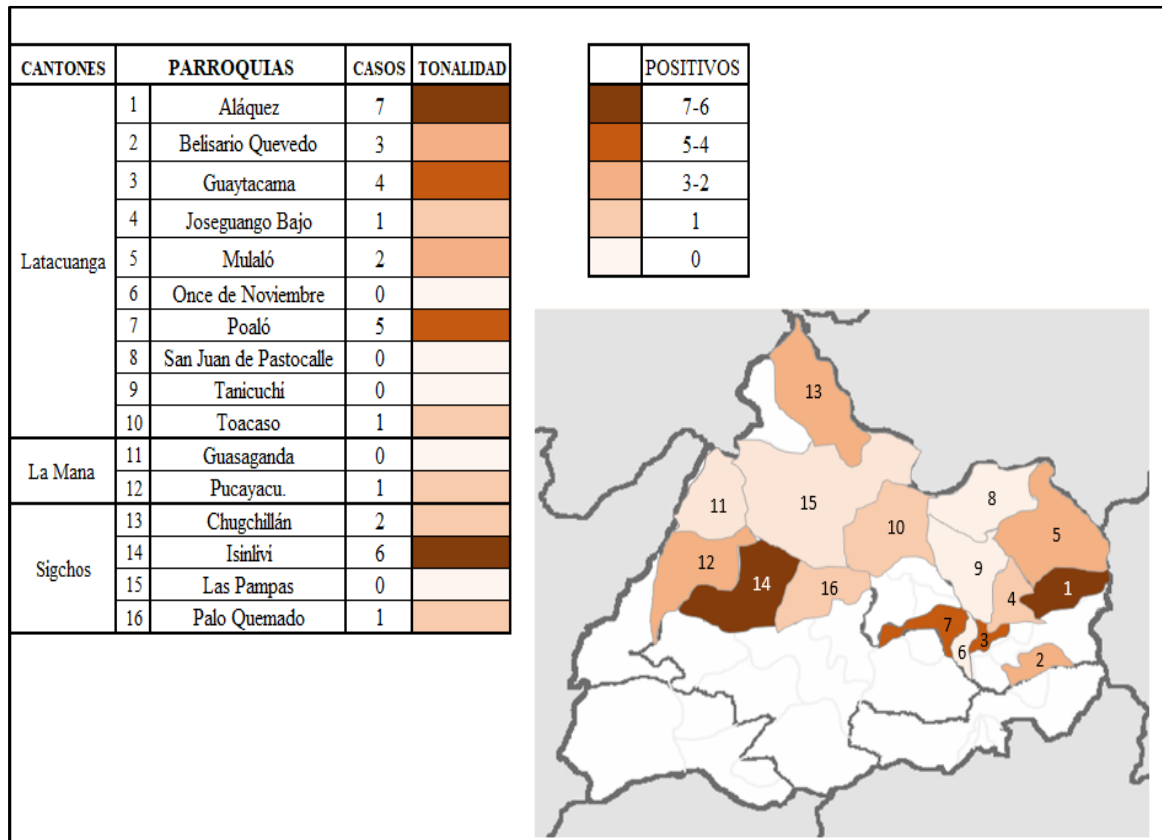 CANTONES PARROQUIAS CASOS TONALIDAD
Latacuanga
1 Aláquez 7
2 Belisario Quevedo 3
3 Guaytacama 4
4 Joseguango Bajo 1
5 Mulaló 2
6 Once de Noviembre 0
7 Poaló 5
8 San Juan de Pastocalle 0
9 Tanicuchí 0
10 Toacaso 1
La Mana
11 Guasaganda 0
12 Pucayacu. 1
Sigchos
13 Chugchillán 2
14 Isinliví 6
15 Las Pampas 0
16 Palo Quemado 1
POSITIVOS
7-6
5-4
3-2
1
0
13
11
15
8
10
5
12
14
16
9
4
1
7
6
3
2